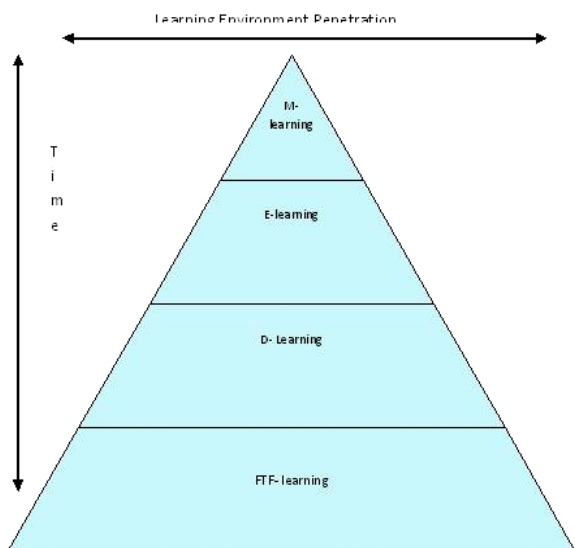 Learning Environment Penetration
M-
learning
T
i
m
e
E-learning
D- Learning
FTF- learning